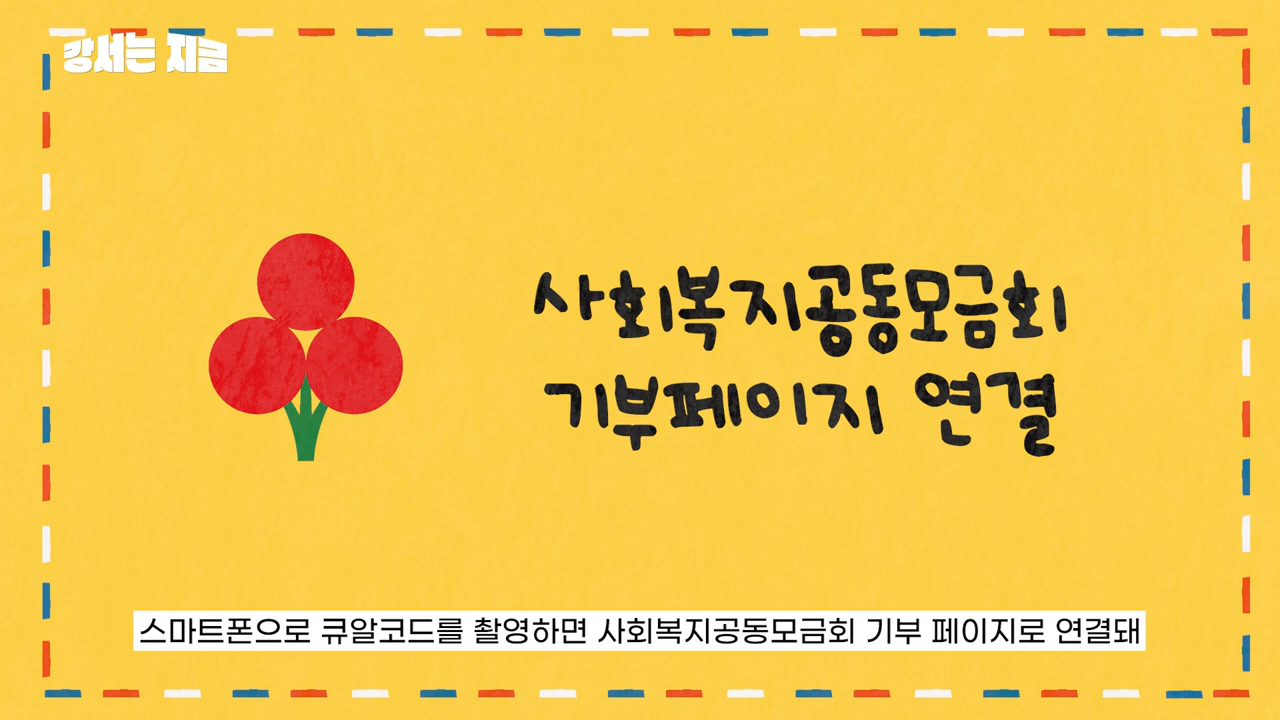 강서는 지금
사회복지공동모금회
기부페이지 연결
스마트폰으로 큐알코드를 촬영하면 사회복지공동모금회 기부 페이지로 연결돼